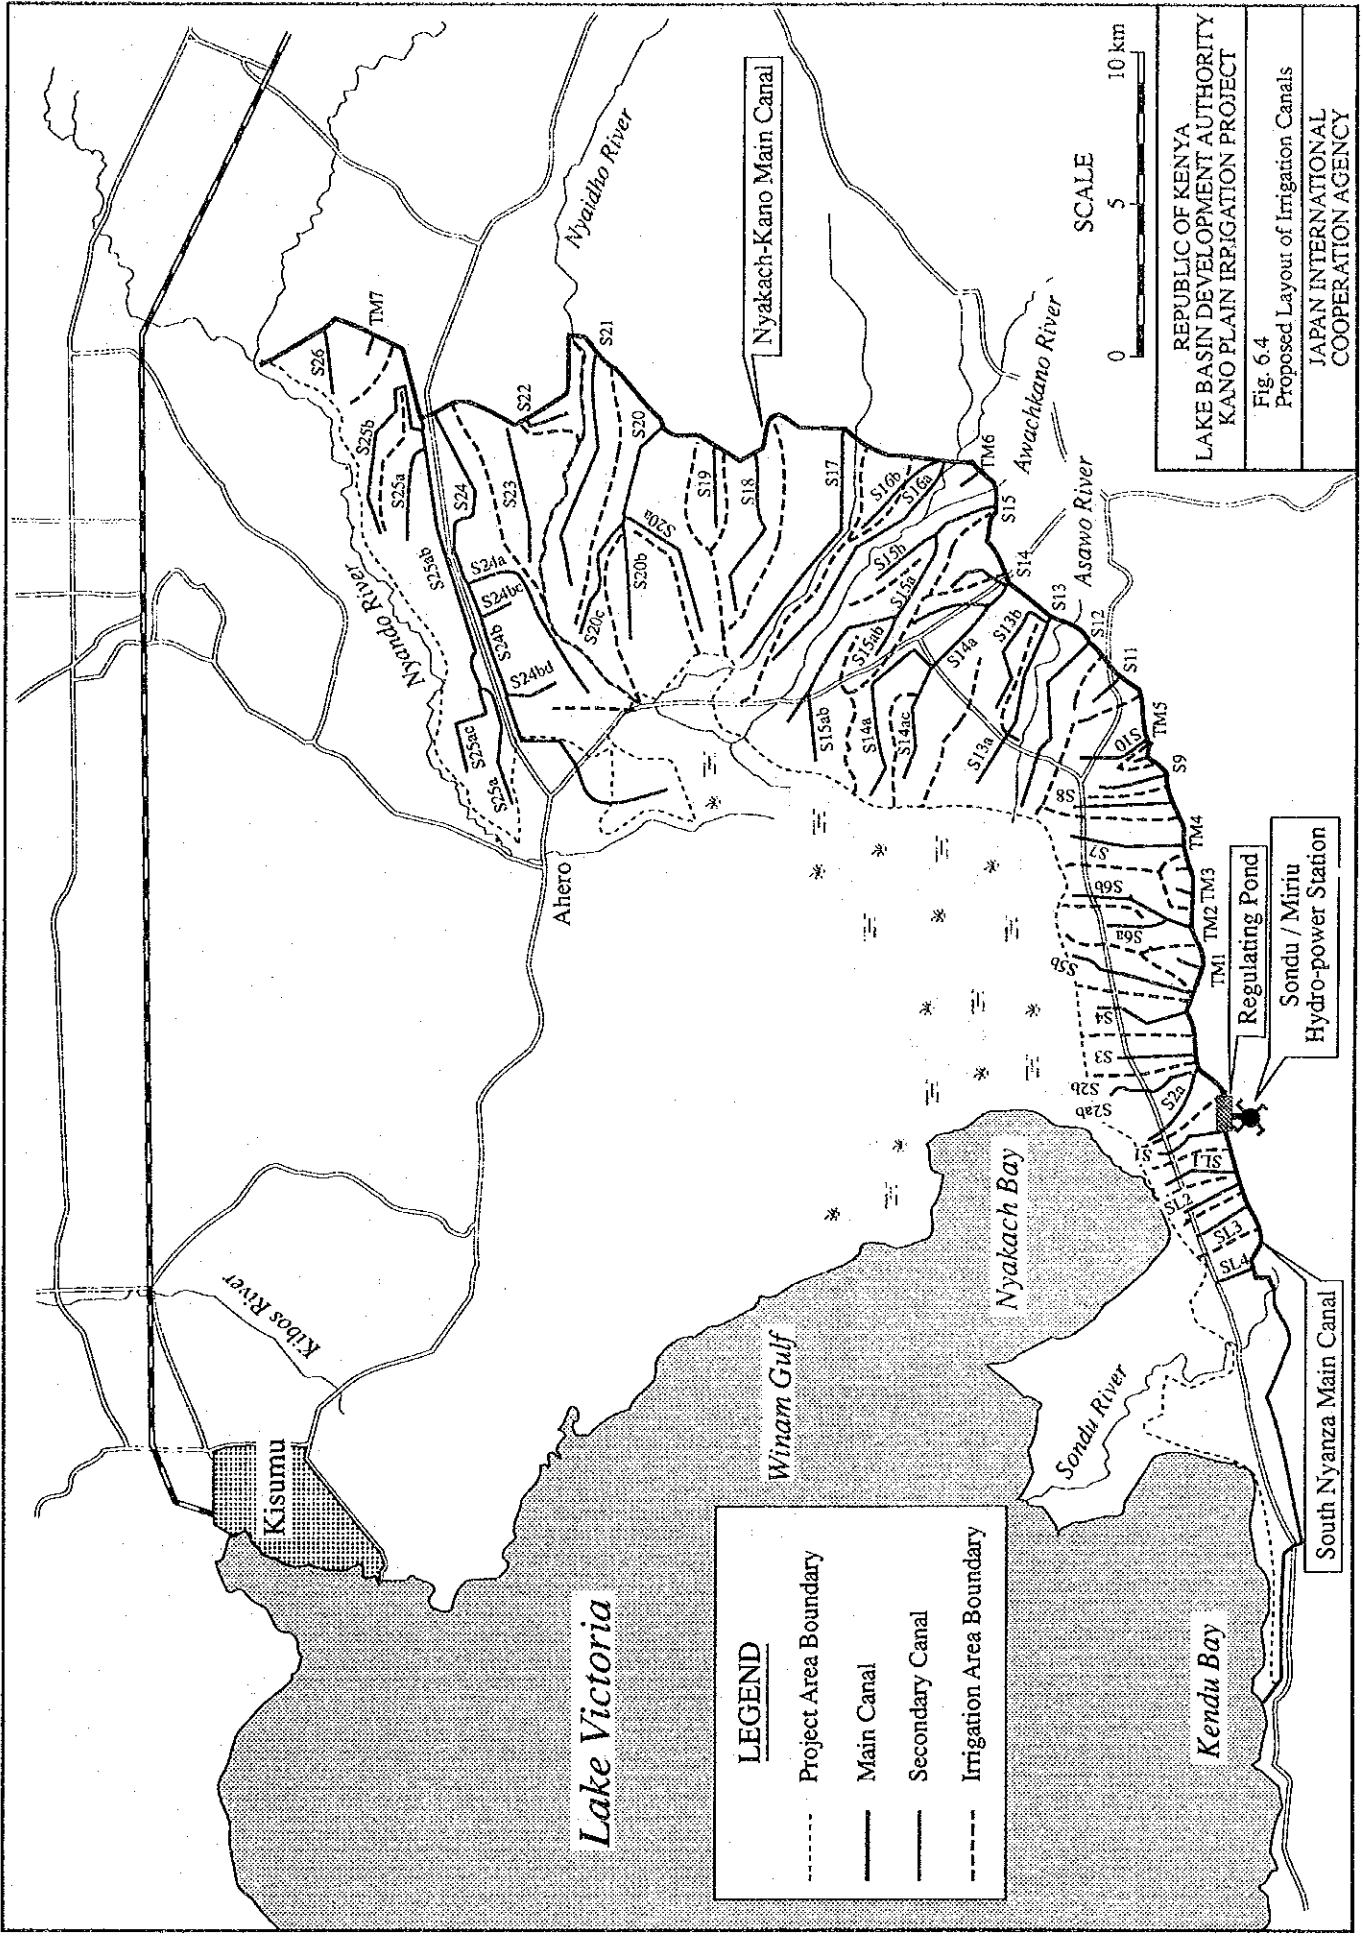 Kisumu
Kibos River
Lake Victoria
Winam Gulf
Nyakach Bay
Sondu River
Kendu Bay
Ahero
Nyando River
Nyaidho River
Awachkano River
Asawo River
Nyakach-Kano Main Canal
South Nyanza Main Canal
Regulating Pond
Sondu / Miriu
Hydro-power Station
S26
TM7
S25b
S25a
S25ab
S25ac
S25a
S24
S24a
S24bc
S24b
S24bd
S23
S22
S21
S20
S20a
S20b
S20c
S19
S18
S17
S16b
S16a
TM6
S15
S15b
S15a
S15ab
S15ab
S14
S14a
S14a
S14ac
S13
S13b
S13a
S12
S11
TM5
S10
S9
S8
TM4
S7
TM3
S6b
TM2
S6a
TM1
S5b
S4
S3
S2b
S2ab
S2a
S1
SL1
SL2
SL3
SL4
LEGEND
Project Area Boundary
Main Canal
Secondary Canal
Irrigation Area Boundary
SCALE
0 5 10 km
REPUBLIC OF KENYA
LAKE BASIN DEVELOPMENT AUTHORITY
KANO PLAIN IRRIGATION PROJECT
Fig. 6.4
Proposed Layout of Irrigation Canals
JAPAN INTERNATIONAL
COOPERATION AGENCY